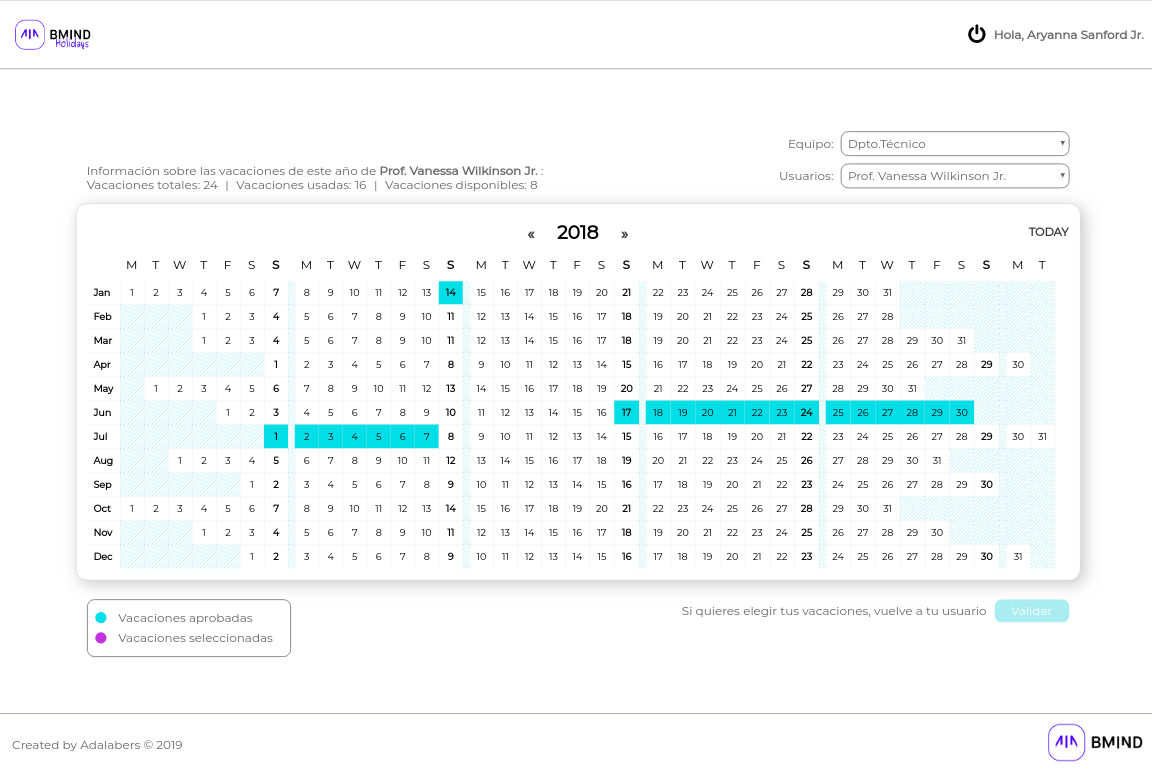 BMIND
Holidays
Hola, Aryanna Sanford Jr.
Equipo: Dpto.Técnico
Información sobre las vacaciones de este año de Prof. Vanessa Wilkinson Jr. :
Vacaciones totales: 24 | Vacaciones usadas: 16 | Vacaciones disponibles: 8
Usuarios: Prof. Vanessa Wilkinson Jr.
« 2018 » TODAY
M T W T F S S M T W T F S S M T W T F S S M T W T F S S M T W T F S S M T
Jan 1 2 3 4 5 6 7 8 9 10 11 12 13 14 15 16 17 18 19 20 21 22 23 24 25 26 27 28 29 30 31
Feb 1 2 3 4 5 6 7 8 9 10 11 12 13 14 15 16 17 18 19 20 21 22 23 24 25 26 27 28
Mar 1 2 3 4 5 6 7 8 9 10 11 12 13 14 15 16 17 18 19 20 21 22 23 24 25 26 27 28 29 30 31
Apr 1 2 3 4 5 6 7 8 9 10 11 12 13 14 15 16 17 18 19 20 21 22 23 24 25 26 27 28 29 30
May 1 2 3 4 5 6 7 8 9 10 11 12 13 14 15 16 17 18 19 20 21 22 23 24 25 26 27 28 29 30 31
Jun 1 2 3 4 5 6 7 8 9 10 11 12 13 14 15 16 17 18 19 20 21 22 23 24 25 26 27 28 29 30
Jul 1 2 3 4 5 6 7 8 9 10 11 12 13 14 15 16 17 18 19 20 21 22 23 24 25 26 27 28 29 30 31
Aug 1 2 3 4 5 6 7 8 9 10 11 12 13 14 15 16 17 18 19 20 21 22 23 24 25 26 27 28 29 30 31
Sep 1 2 3 4 5 6 7 8 9 10 11 12 13 14 15 16 17 18 19 20 21 22 23 24 25 26 27 28 29 30
Oct 1 2 3 4 5 6 7 8 9 10 11 12 13 14 15 16 17 18 19 20 21 22 23 24 25 26 27 28 29 30 31
Nov 1 2 3 4 5 6 7 8 9 10 11 12 13 14 15 16 17 18 19 20 21 22 23 24 25 26 27 28 29 30
Dec 1 2 3 4 5 6 7 8 9 10 11 12 13 14 15 16 17 18 19 20 21 22 23 24 25 26 27 28 29 30 31
Vacaciones aprobadas
Vacaciones seleccionadas
Si quieres elegir tus vacaciones, vuelve a tu usuario Validar
Created by Adalabers © 2019
BMIND